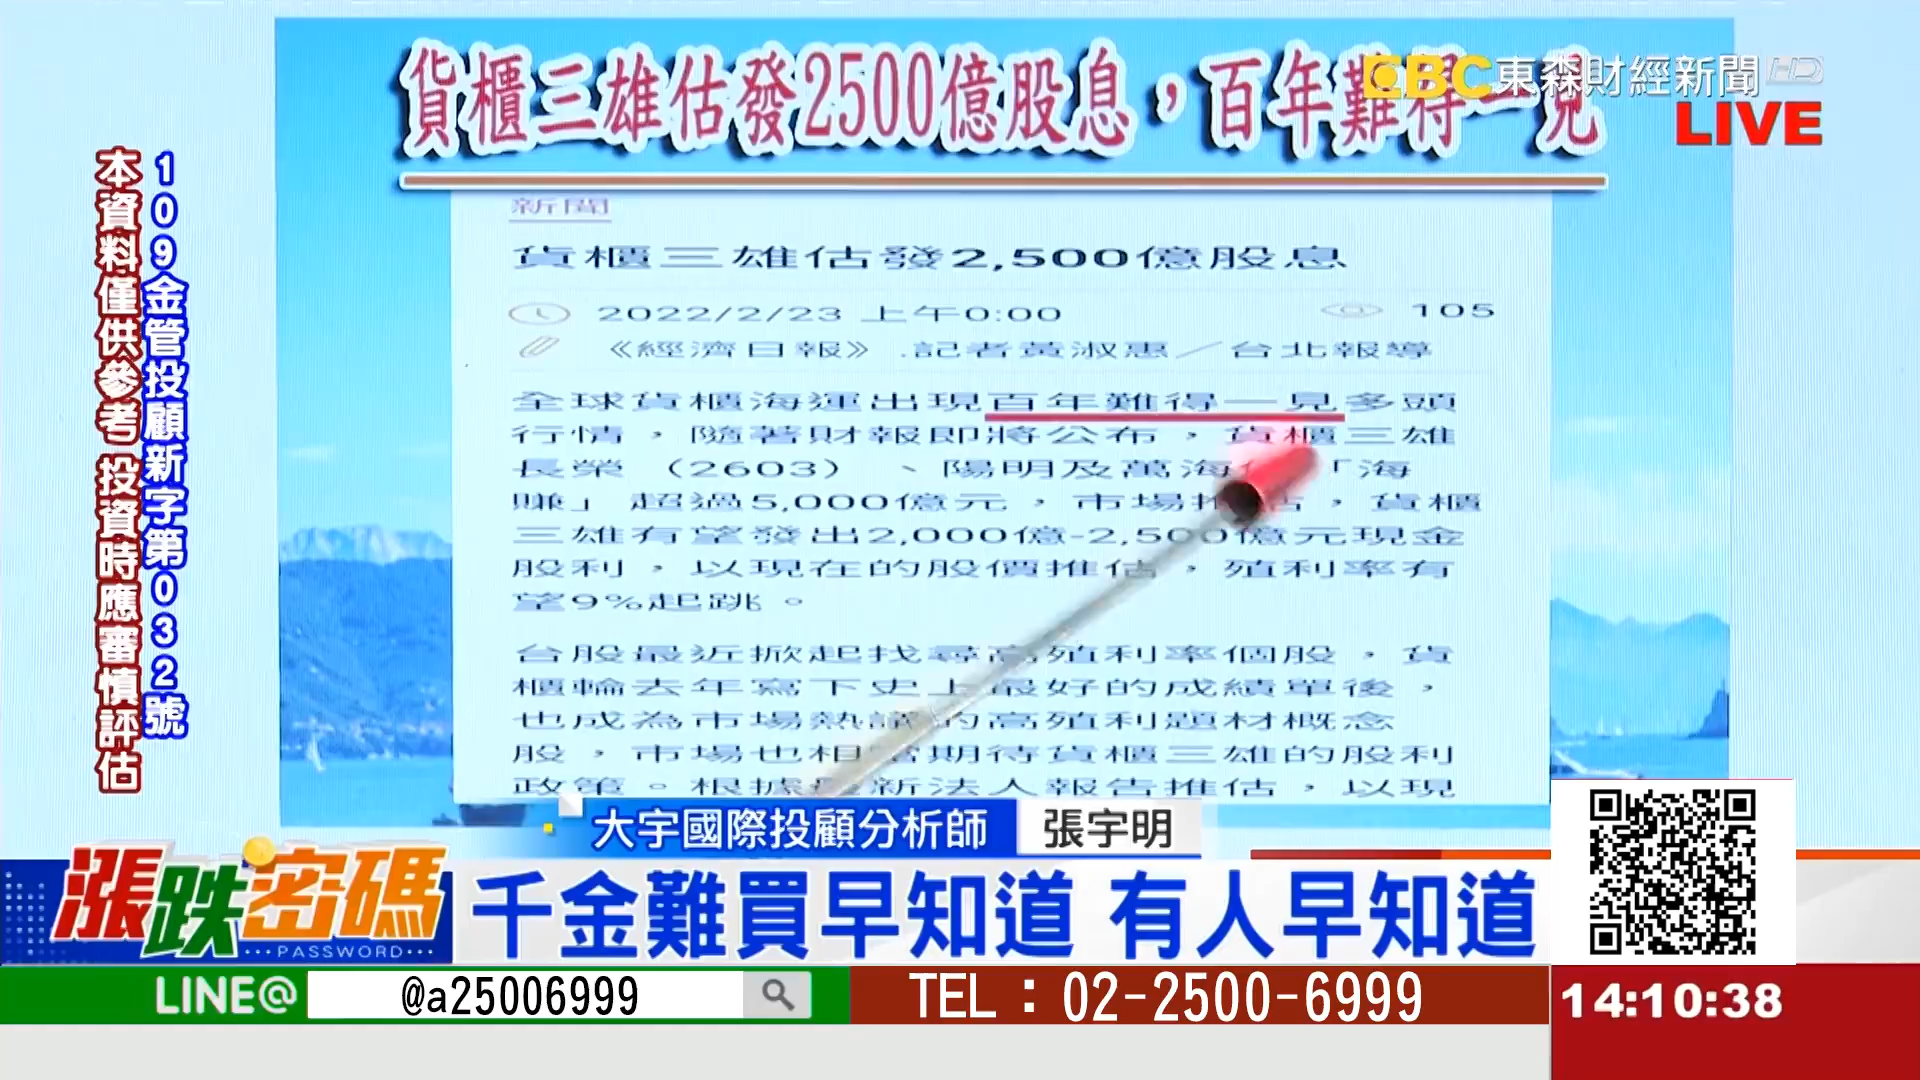 貨櫃三雄估發2500億股息，百年難得一見
EBC東森財經新聞HD
LIVE
109金管投顧新字第032號
本資料僅供參考 投資時應審慎評估
新聞
貨櫃三雄估發2,500億股息
2022/2/23 上午0:00
105
《經濟日報》.記者黃淑惠／台北報導
全球貨櫃海運出現百年難得一見多頭
行情，隨著財報即將公布，貨櫃三雄
長榮（2603）、陽明及萬海「海
賺」超過5,000億元，市場推估，貨櫃
三雄有望發出2,000億-2,500億元現金
股利，以現在的股價推估，殖利率有
望9%起跳。
台股最近掀起找尋高殖利率個股，貨
櫃輪去年寫下史上最好的成績單後，
也成為市場熱議的高殖利題材概念
股，市場也相當期待貨櫃三雄的股利
政策。根據最新法人報告推估，以現
大宇國際投顧分析師 張宇明
漲跌密碼
PASSWORD
千金難買早知道 有人早知道
LINE@ @a25006999
TEL：02-2500-6999
14:10:38